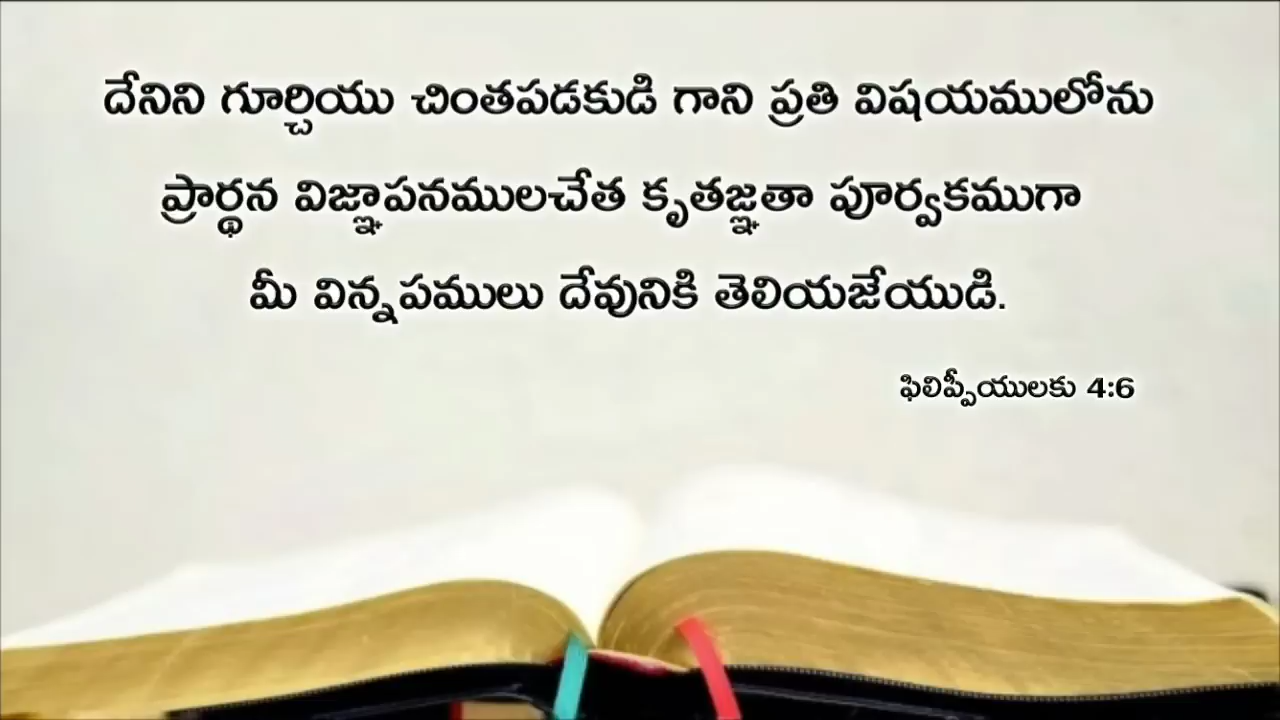 దేనిని గూర్చియు చింతపడకుడి గాని ప్రతి విషయములోను
ప్రార్థన విజ్ఞాపనములచేత కృతజ్ఞతా పూర్వకముగా
మీ విన్నపములు దేవునికి తెలియజేయుడి.
ఫిలిప్పీయులకు 4:6